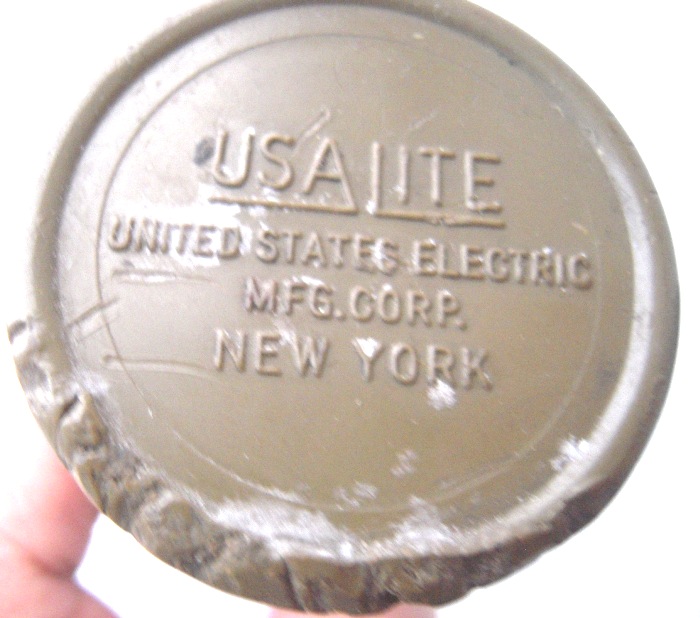 USALITE
UNITED STATES ELECTRIC
MFG.CORP.
NEW YORK